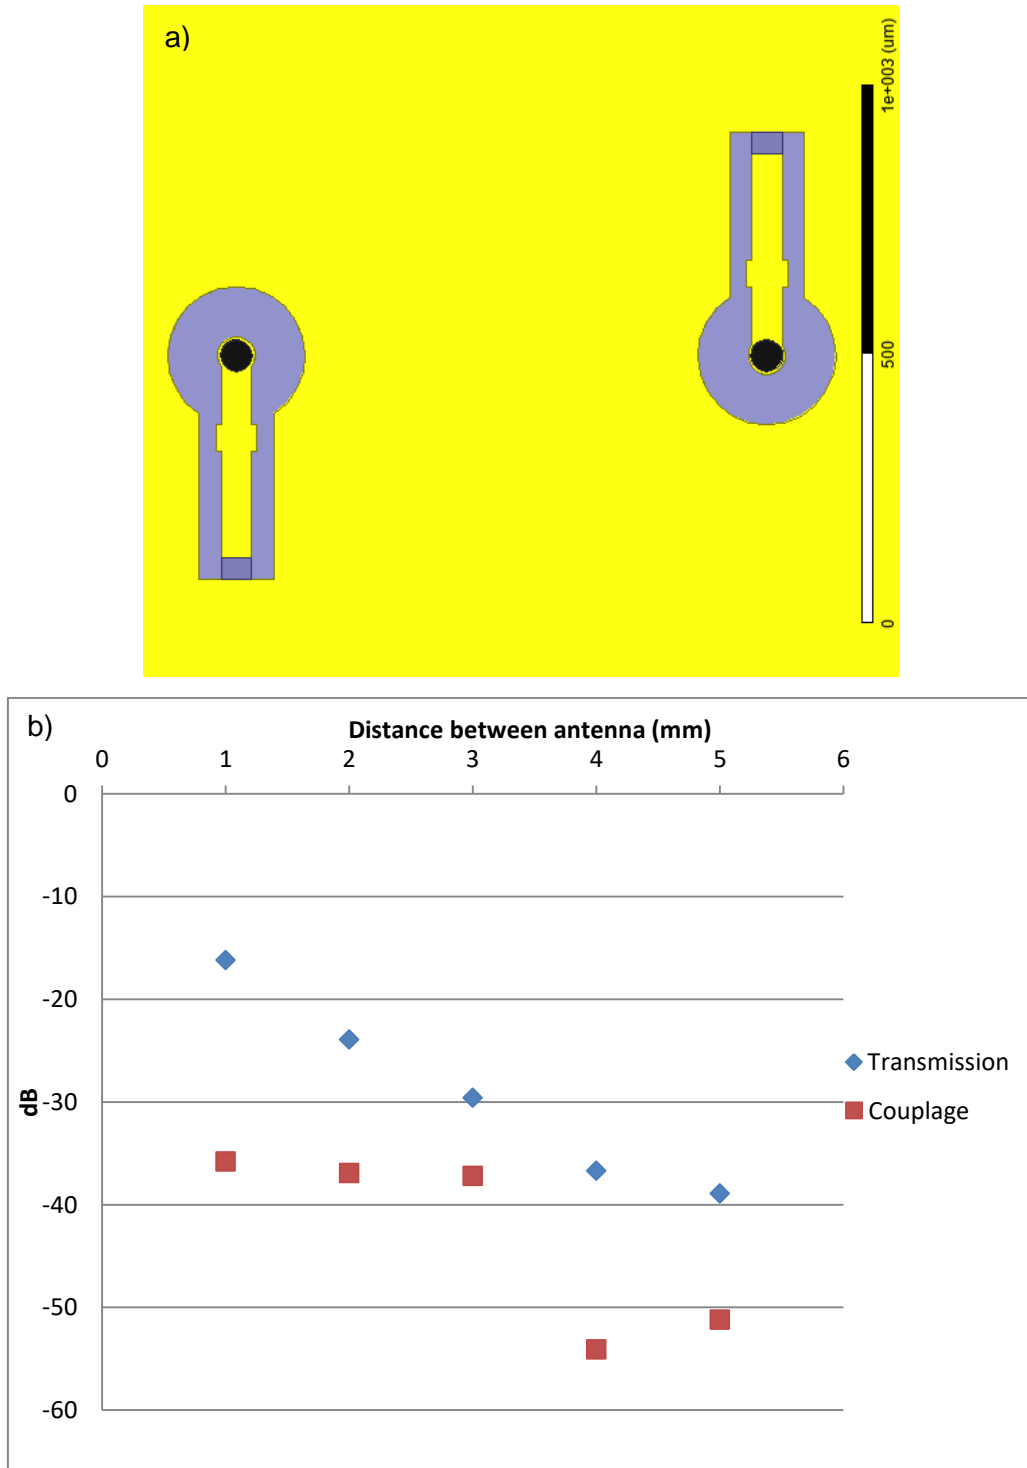 a)
1e+003 (um)
500
0
b)
Distance between antenna (mm)
0 1 2 3 4 5 6
0
-10
-20
-30
-40
-50
-60
dB
Transmission
Couplage